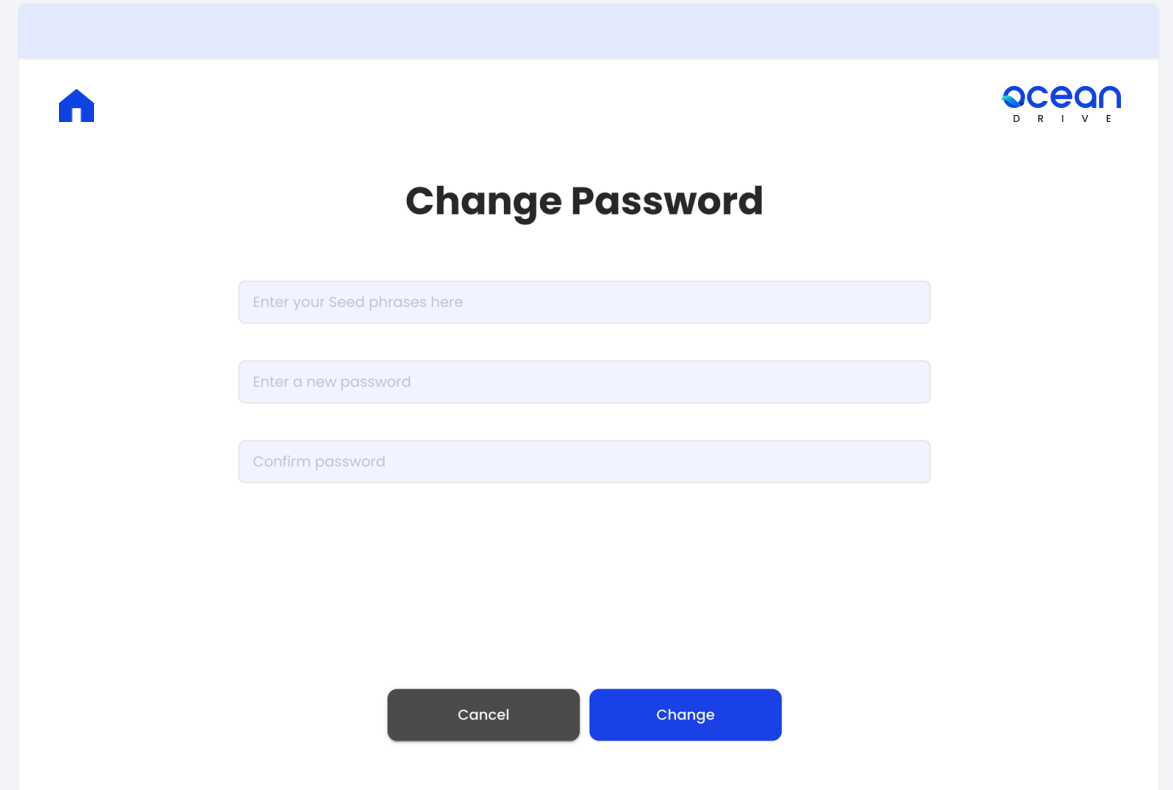 ocean
DRIVE
Change Password
Enter your Seed phrases here
Enter a new password
Confirm password
Cancel
Change